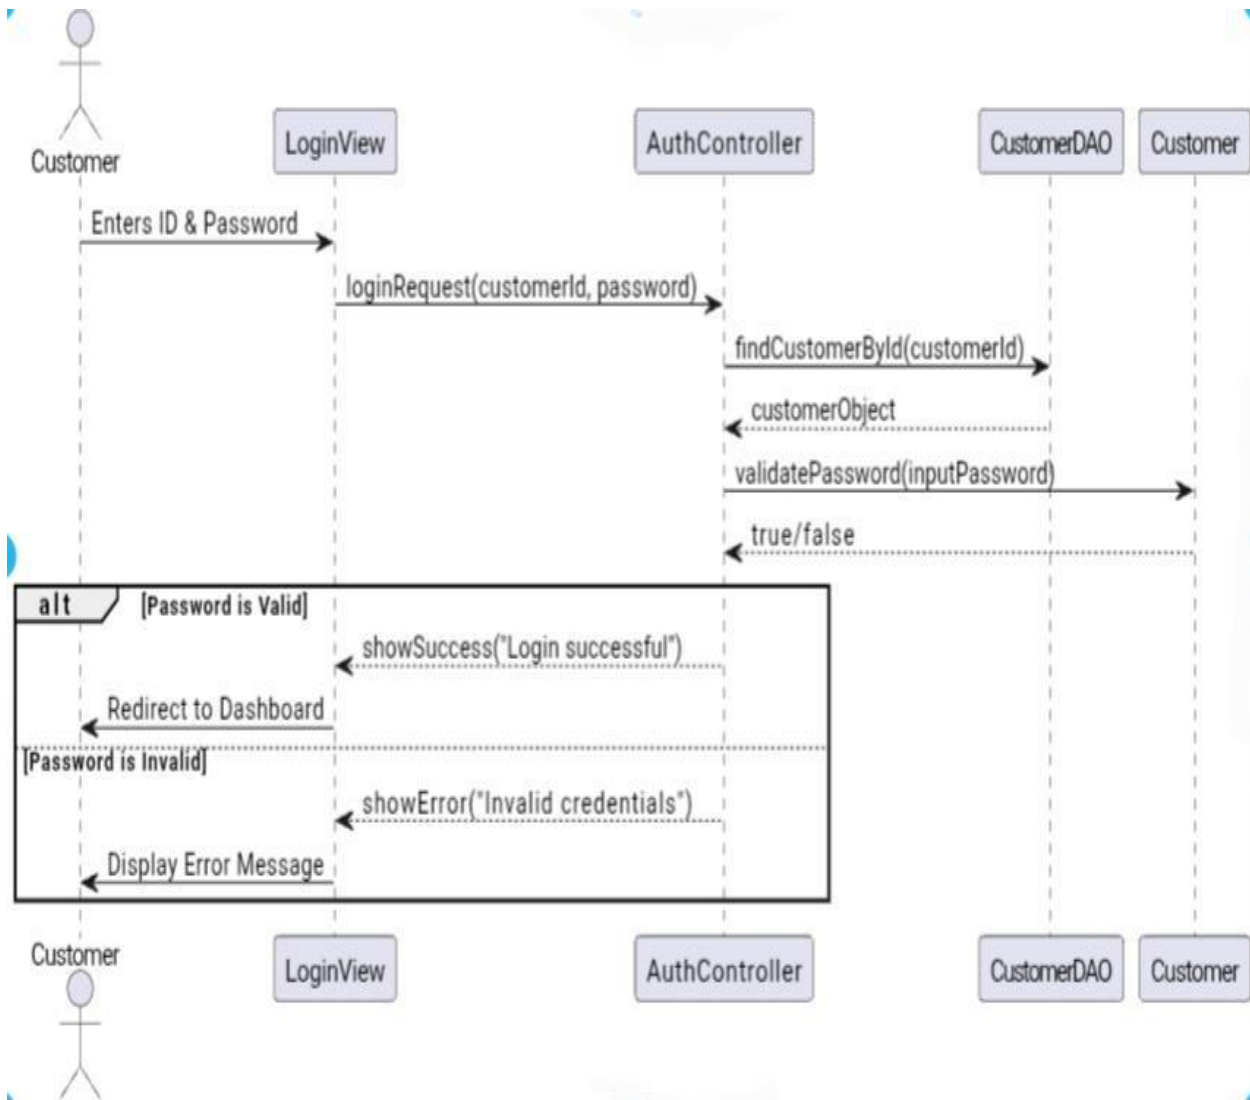 Customer
LoginView
AuthController
CustomerDAO
Customer
Enters ID & Password
loginRequest(customerId, password)
findCustomerById(customerId)
customerObject
validatePassword(inputPassword)
true/false
alt
[Password is Valid]
showSuccess("Login successful")
Redirect to Dashboard
[Password is Invalid]
showError("Invalid credentials")
Display Error Message
Customer
LoginView
AuthController
CustomerDAO
Customer